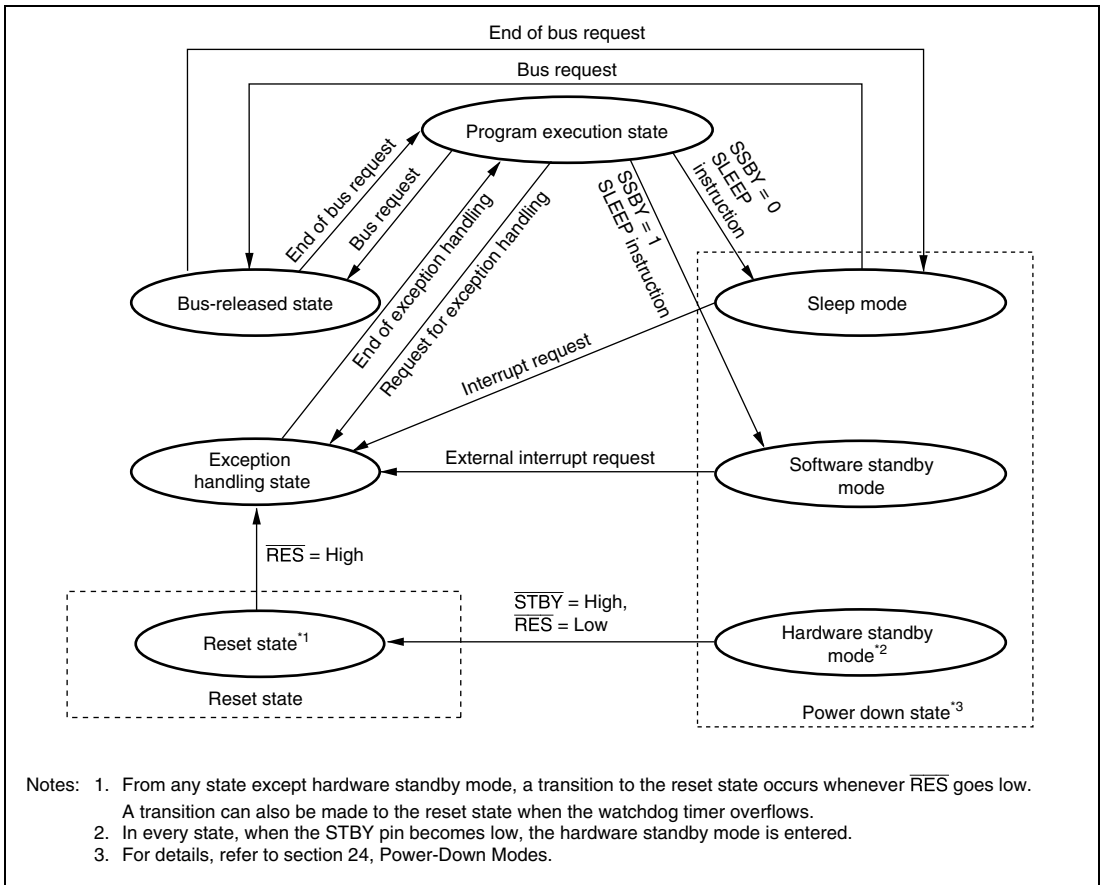 End of bus request
Bus request
Program execution state
End of bus request
Bus request
End of exception handling
Request for exception handling
SSBY = 1
SLEEP instruction
SSBY = 0
SLEEP
instruction
Bus-released state
Sleep mode
Interrupt request
Exception
handling state
External interrupt request
Software standby
mode
RES = High
STBY = High,
RES = Low
Reset state*1
Hardware standby
mode*2
Reset state
Power down state*3
Notes: 1. From any state except hardware standby mode, a transition to the reset state occurs whenever RES goes low.
A transition can also be made to the reset state when the watchdog timer overflows.
2. In every state, when the STBY pin becomes low, the hardware standby mode is entered.
3. For details, refer to section 24, Power-Down Modes.